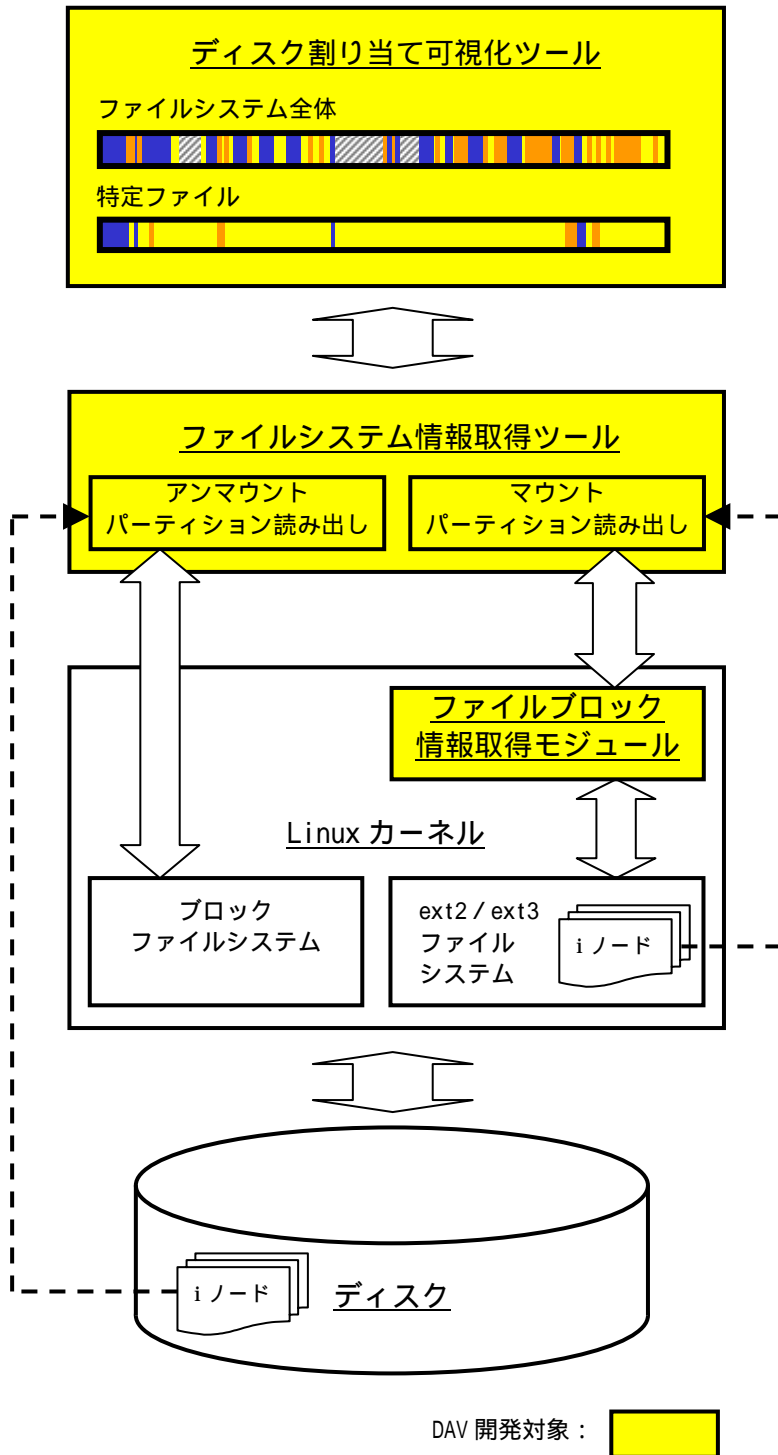 ディスク割り当て可視化ツール
ファイルシステム全体
特定ファイル
ファイルシステム情報取得ツール
アンマウント
パーティション読み出し
マウント
パーティション読み出し
ファイルブロック
情報取得モジュール
Linux カーネル
ブロック
ファイルシステム
ext2/ext3
ファイル
システム
i ノード
i ノード
ディスク
DAV 開発対象：